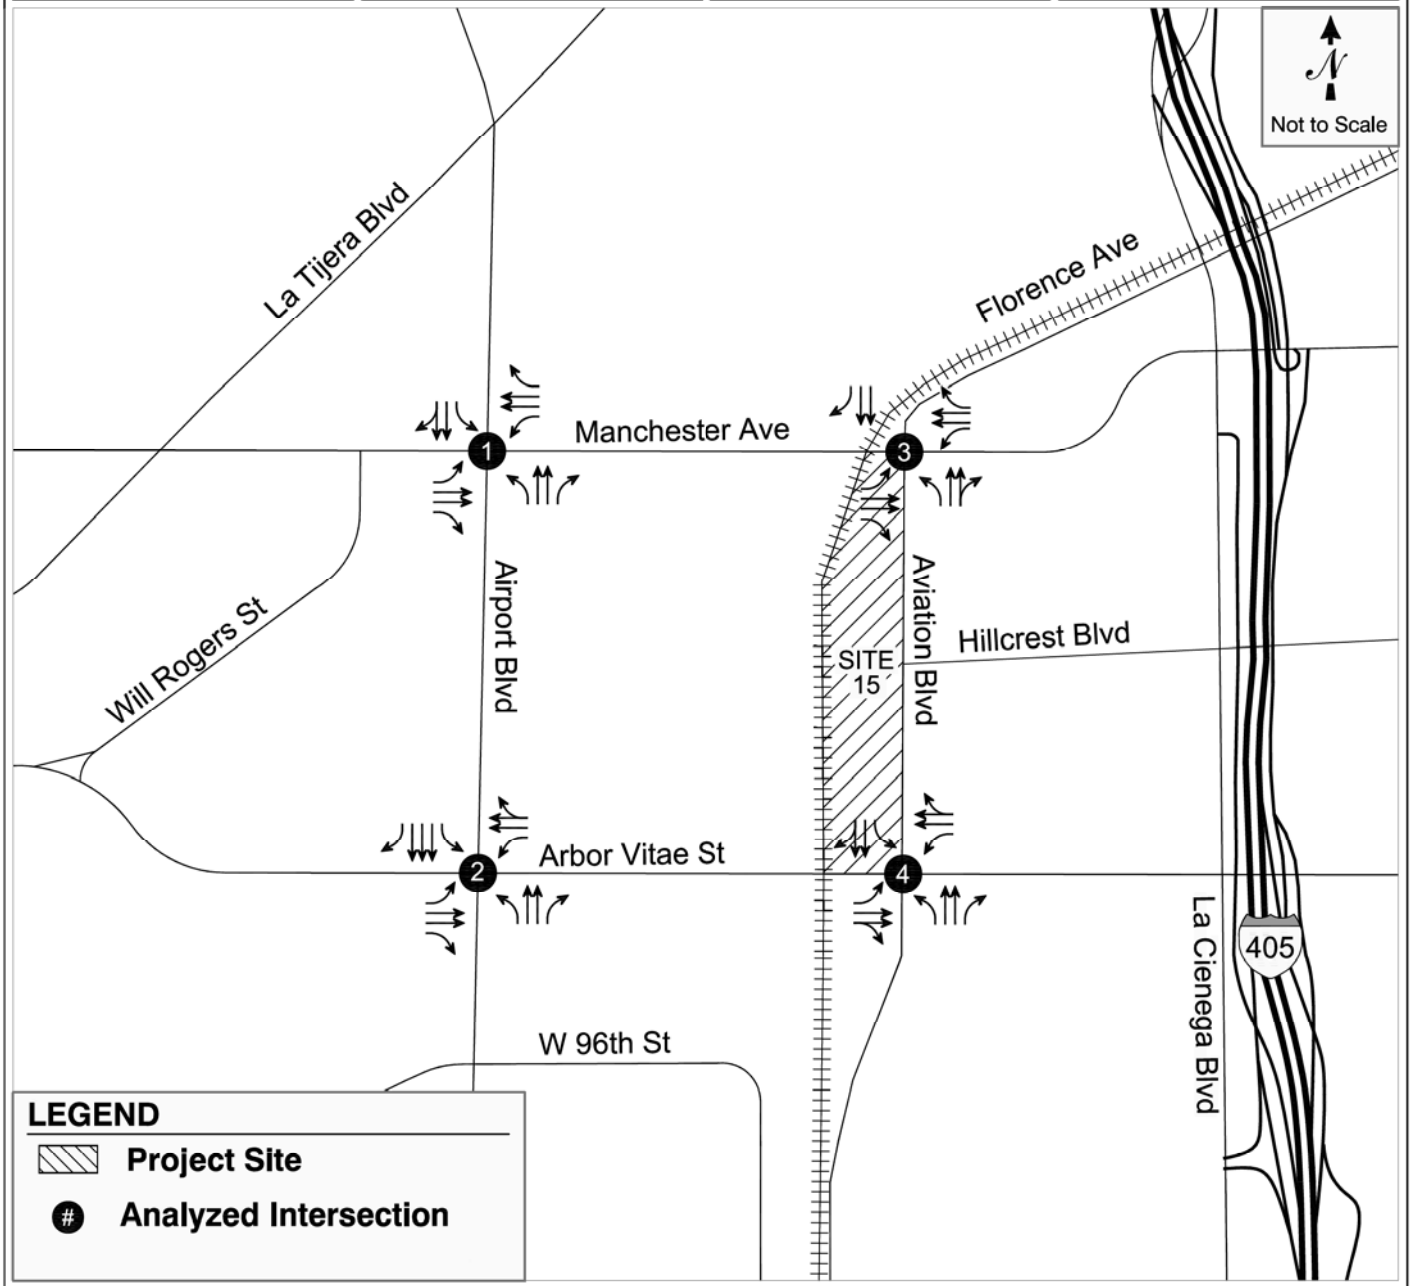 N
Not to Scale
La Tijera Blvd
Florence Ave
Manchester Ave
1
3
Airport Blvd
Aviation Blvd
Will Rogers St
Hillcrest Blvd
SITE
15
Arbor Vitae St
2
4
La Cienega Blvd
405
W 96th St
LEGEND
Project Site
# Analyzed Intersection